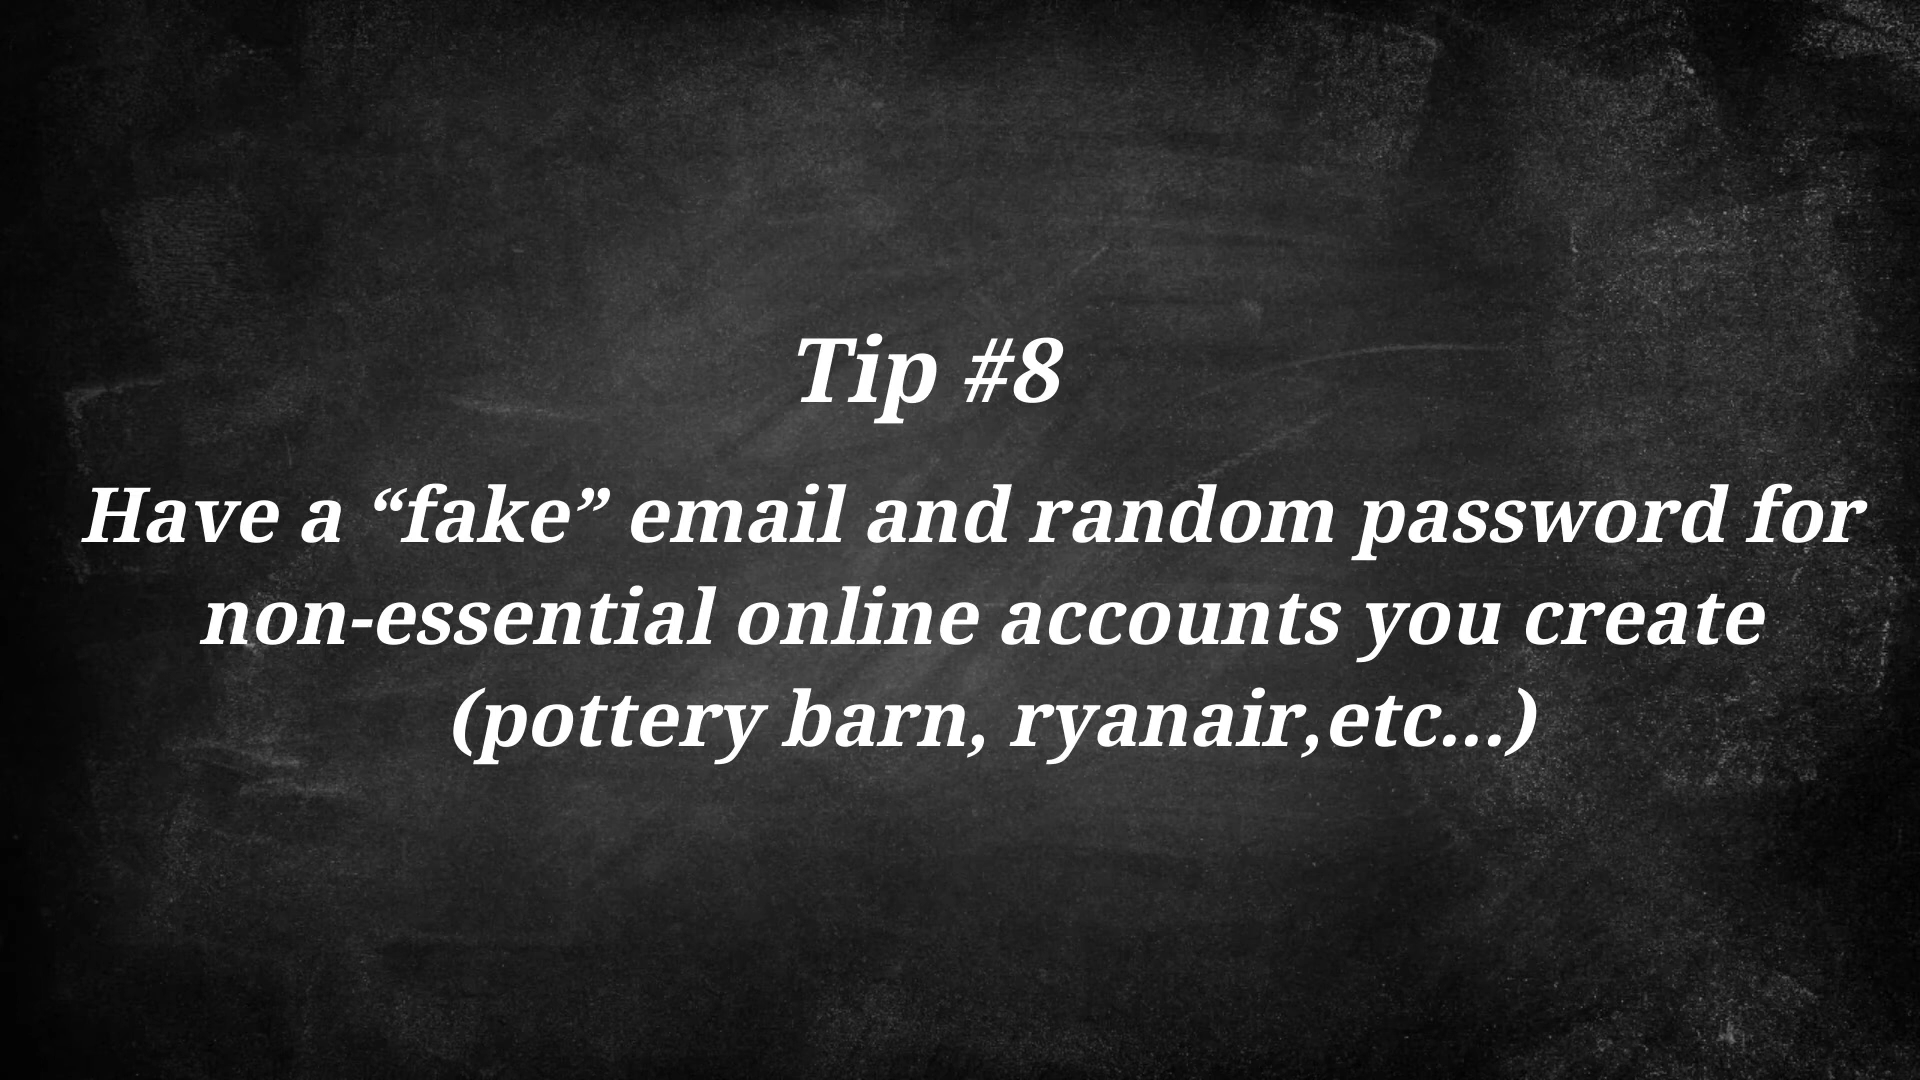 Tip #8
Have a “fake” email and random password for
non-essential online accounts you create
(pottery barn, ryanair,etc...)